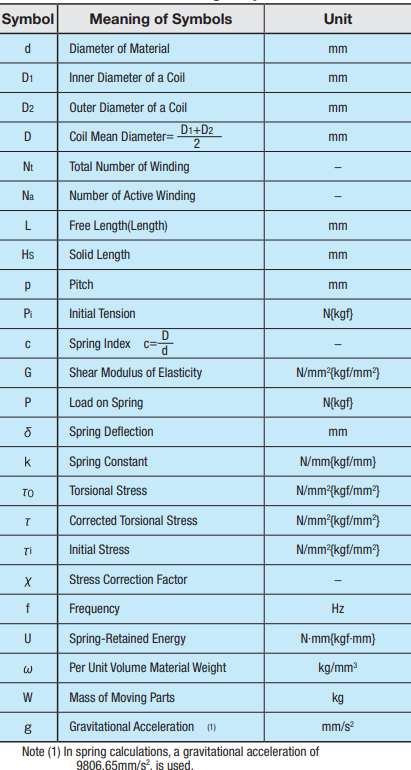 Symbol Meaning of Symbols Unit
d Diameter of Material mm
D1 Inner Diameter of a Coil mm
D2 Outer Diameter of a Coil mm
D Coil Mean Diameter= D1+D2/2 mm
Nt Total Number of Winding –
Na Number of Active Winding –
L Free Length(Length) mm
Hs Solid Length mm
p Pitch mm
Pi Initial Tension N{kgf}
c Spring Index c=D/d –
G Shear Modulus of Elasticity N/mm²{kgf/mm²}
P Load on Spring N{kgf}
δ Spring Deflection mm
k Spring Constant N/mm{kgf/mm}
τo Torsional Stress N/mm²{kgf/mm²}
τ Corrected Torsional Stress N/mm²{kgf/mm²}
τi Initial Stress N/mm²{kgf/mm²}
χ Stress Correction Factor –
f Frequency Hz
U Spring-Retained Energy N·mm{kgf·mm}
ω Per Unit Volume Material Weight kg/mm³
W Mass of Moving Parts kg
g Gravitational Acceleration (1) mm/s²
Note (1) In spring calculations, a gravitational acceleration of
9806.65mm/s², is used.